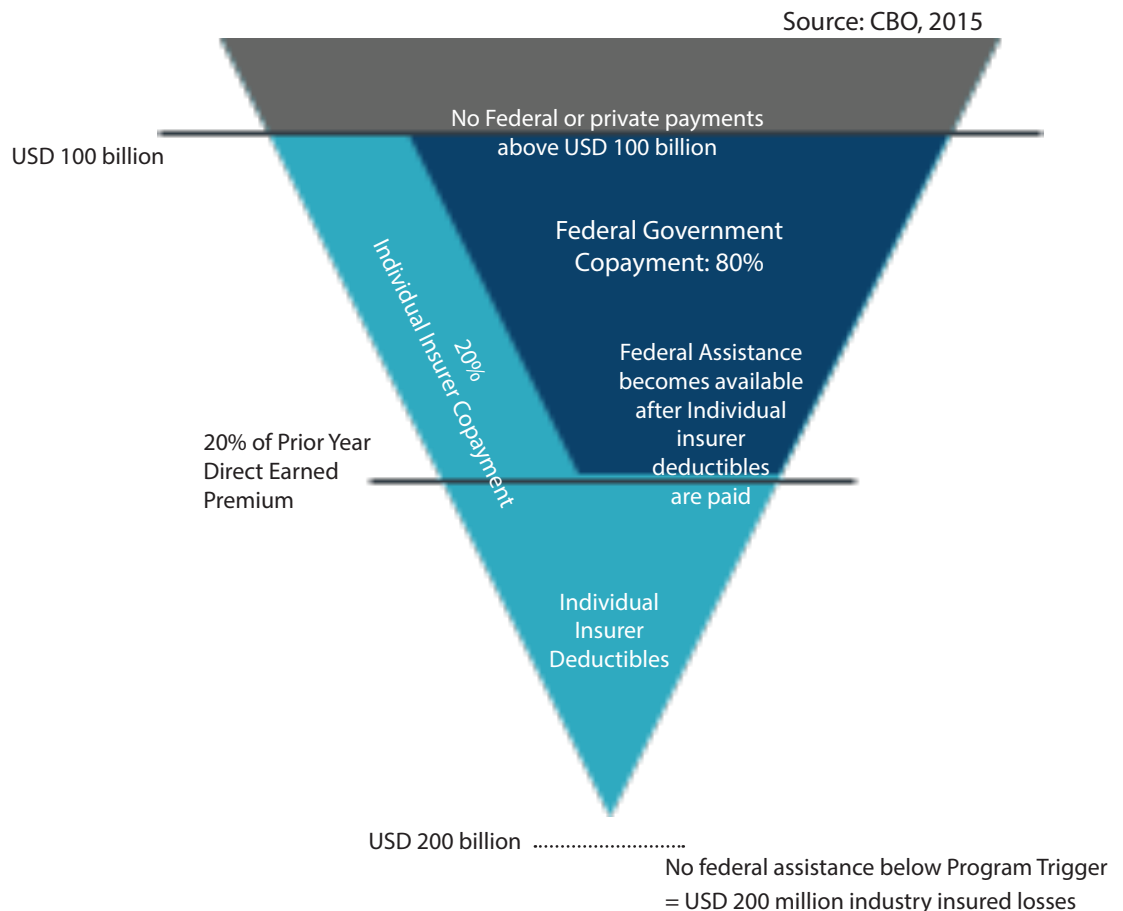 Source: CBO, 2015
No Federal or private payments
above USD 100 billion
USD 100 billion
Federal Government
Copayment: 80%
Individual Insurer Copayment
20%
Federal Assistance
becomes available
after Individual
insurer
deductibles
are paid
20% of Prior Year
Direct Earned
Premium
Individual
Insurer
Deductibles
USD 200 billion ............................
No federal assistance below Program Trigger
= USD 200 million industry insured losses